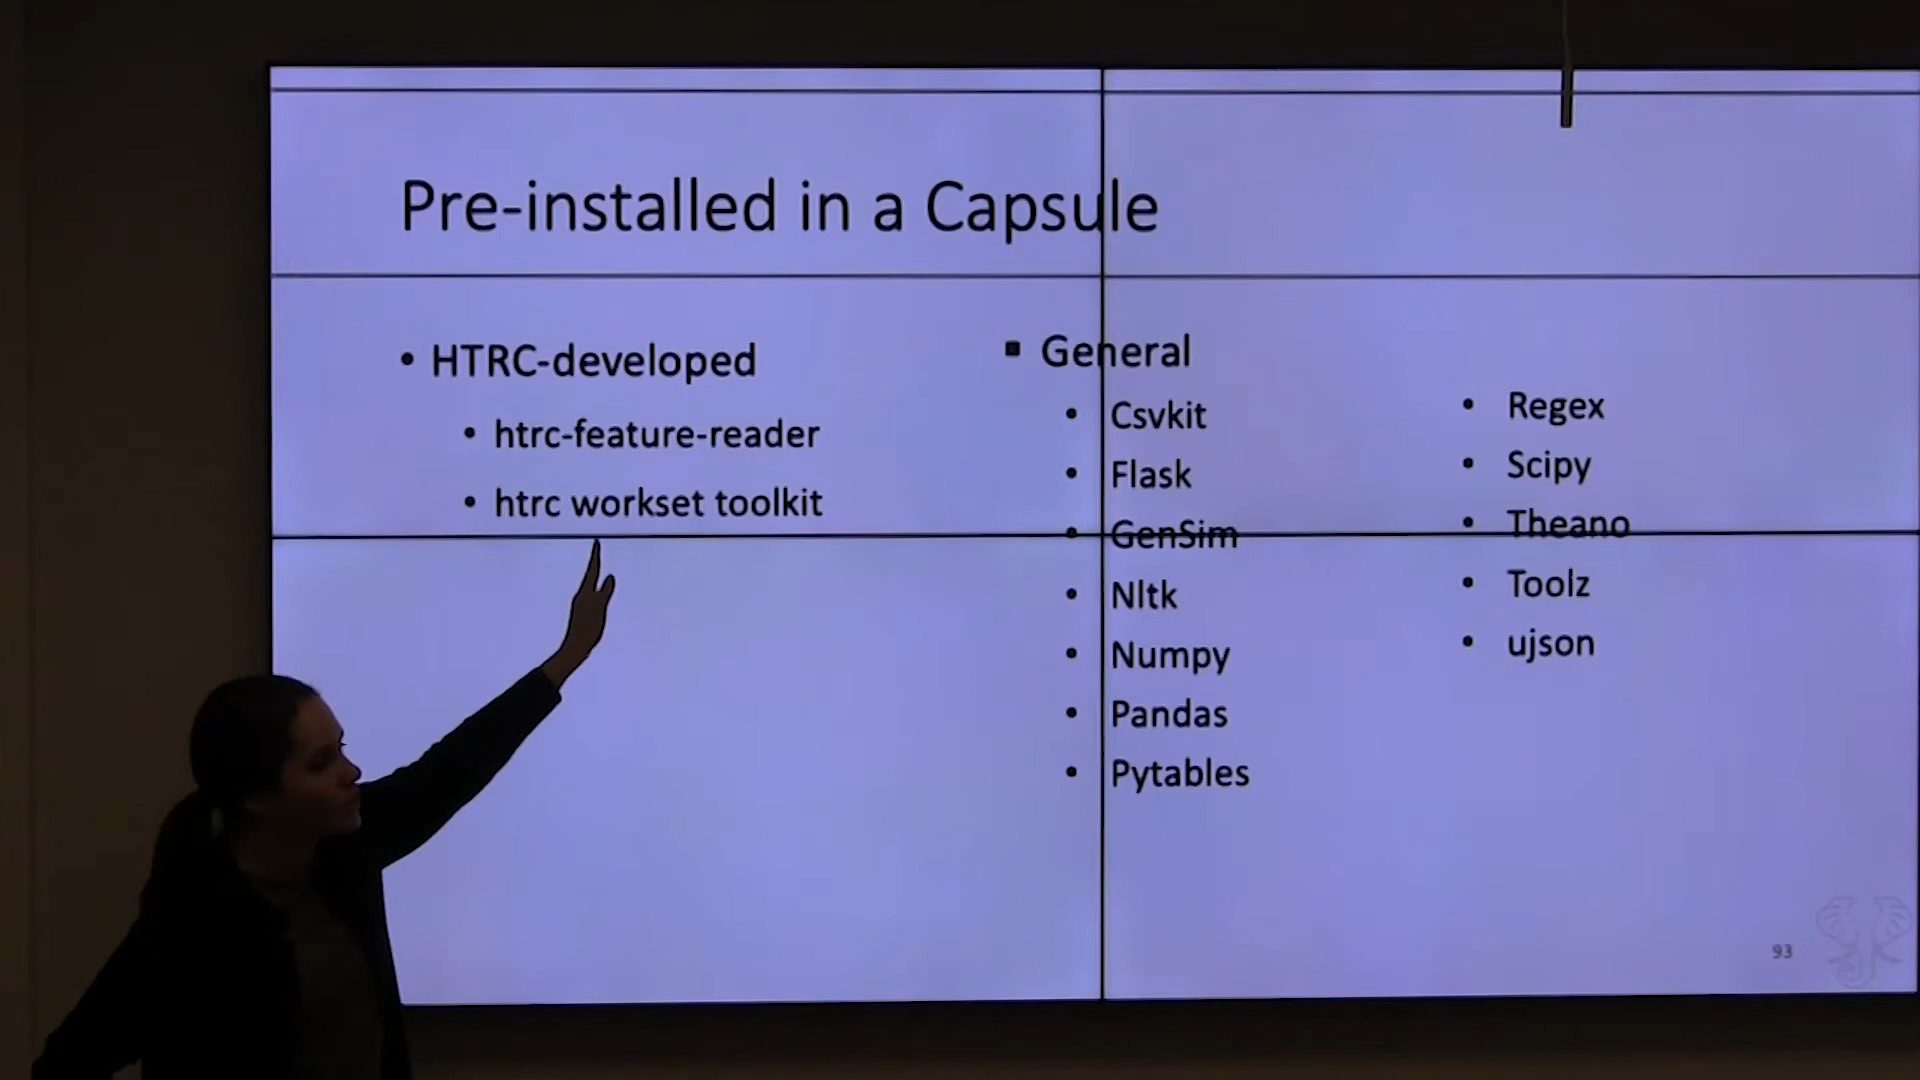 Pre-installed in a Capsule
• HTRC-developed
• htrc-feature-reader
• htrc workset toolkit
▪ General
• Csvkit
• Flask
• GenSim
• Nltk
• Numpy
• Pandas
• Pytables
• Regex
• Scipy
• Theano
• Toolz
• ujson
93